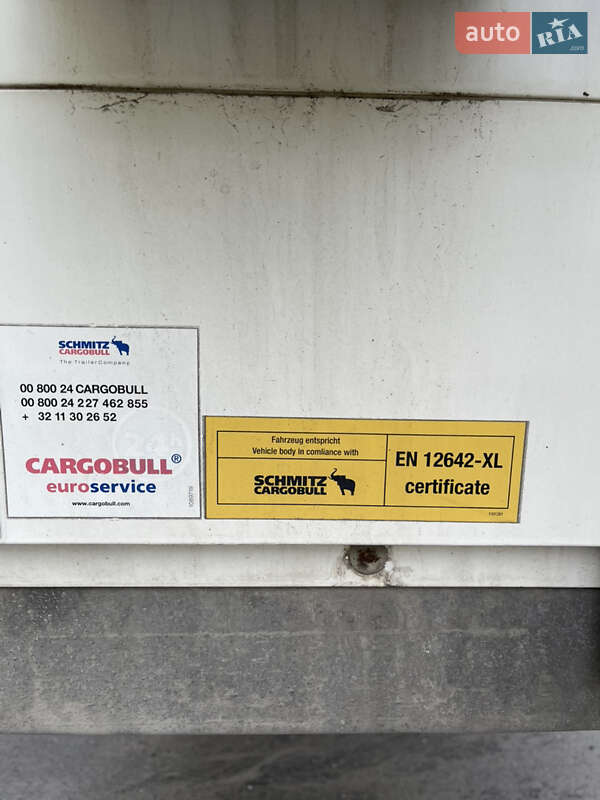 auto RIA
.com
SCHMITZ
CARGOBULL
The TrailerCompany
00 800 24 CARGOBULL
00 800 24 227 462 855
+ 32 11 30 26 52
24h
CARGOBULL®
euroservice
www.cargobull.com
Fahrzeug entspricht
Vehicle body in comliance with
SCHMITZ
CARGOBULL
EN 12642-XL
certificate